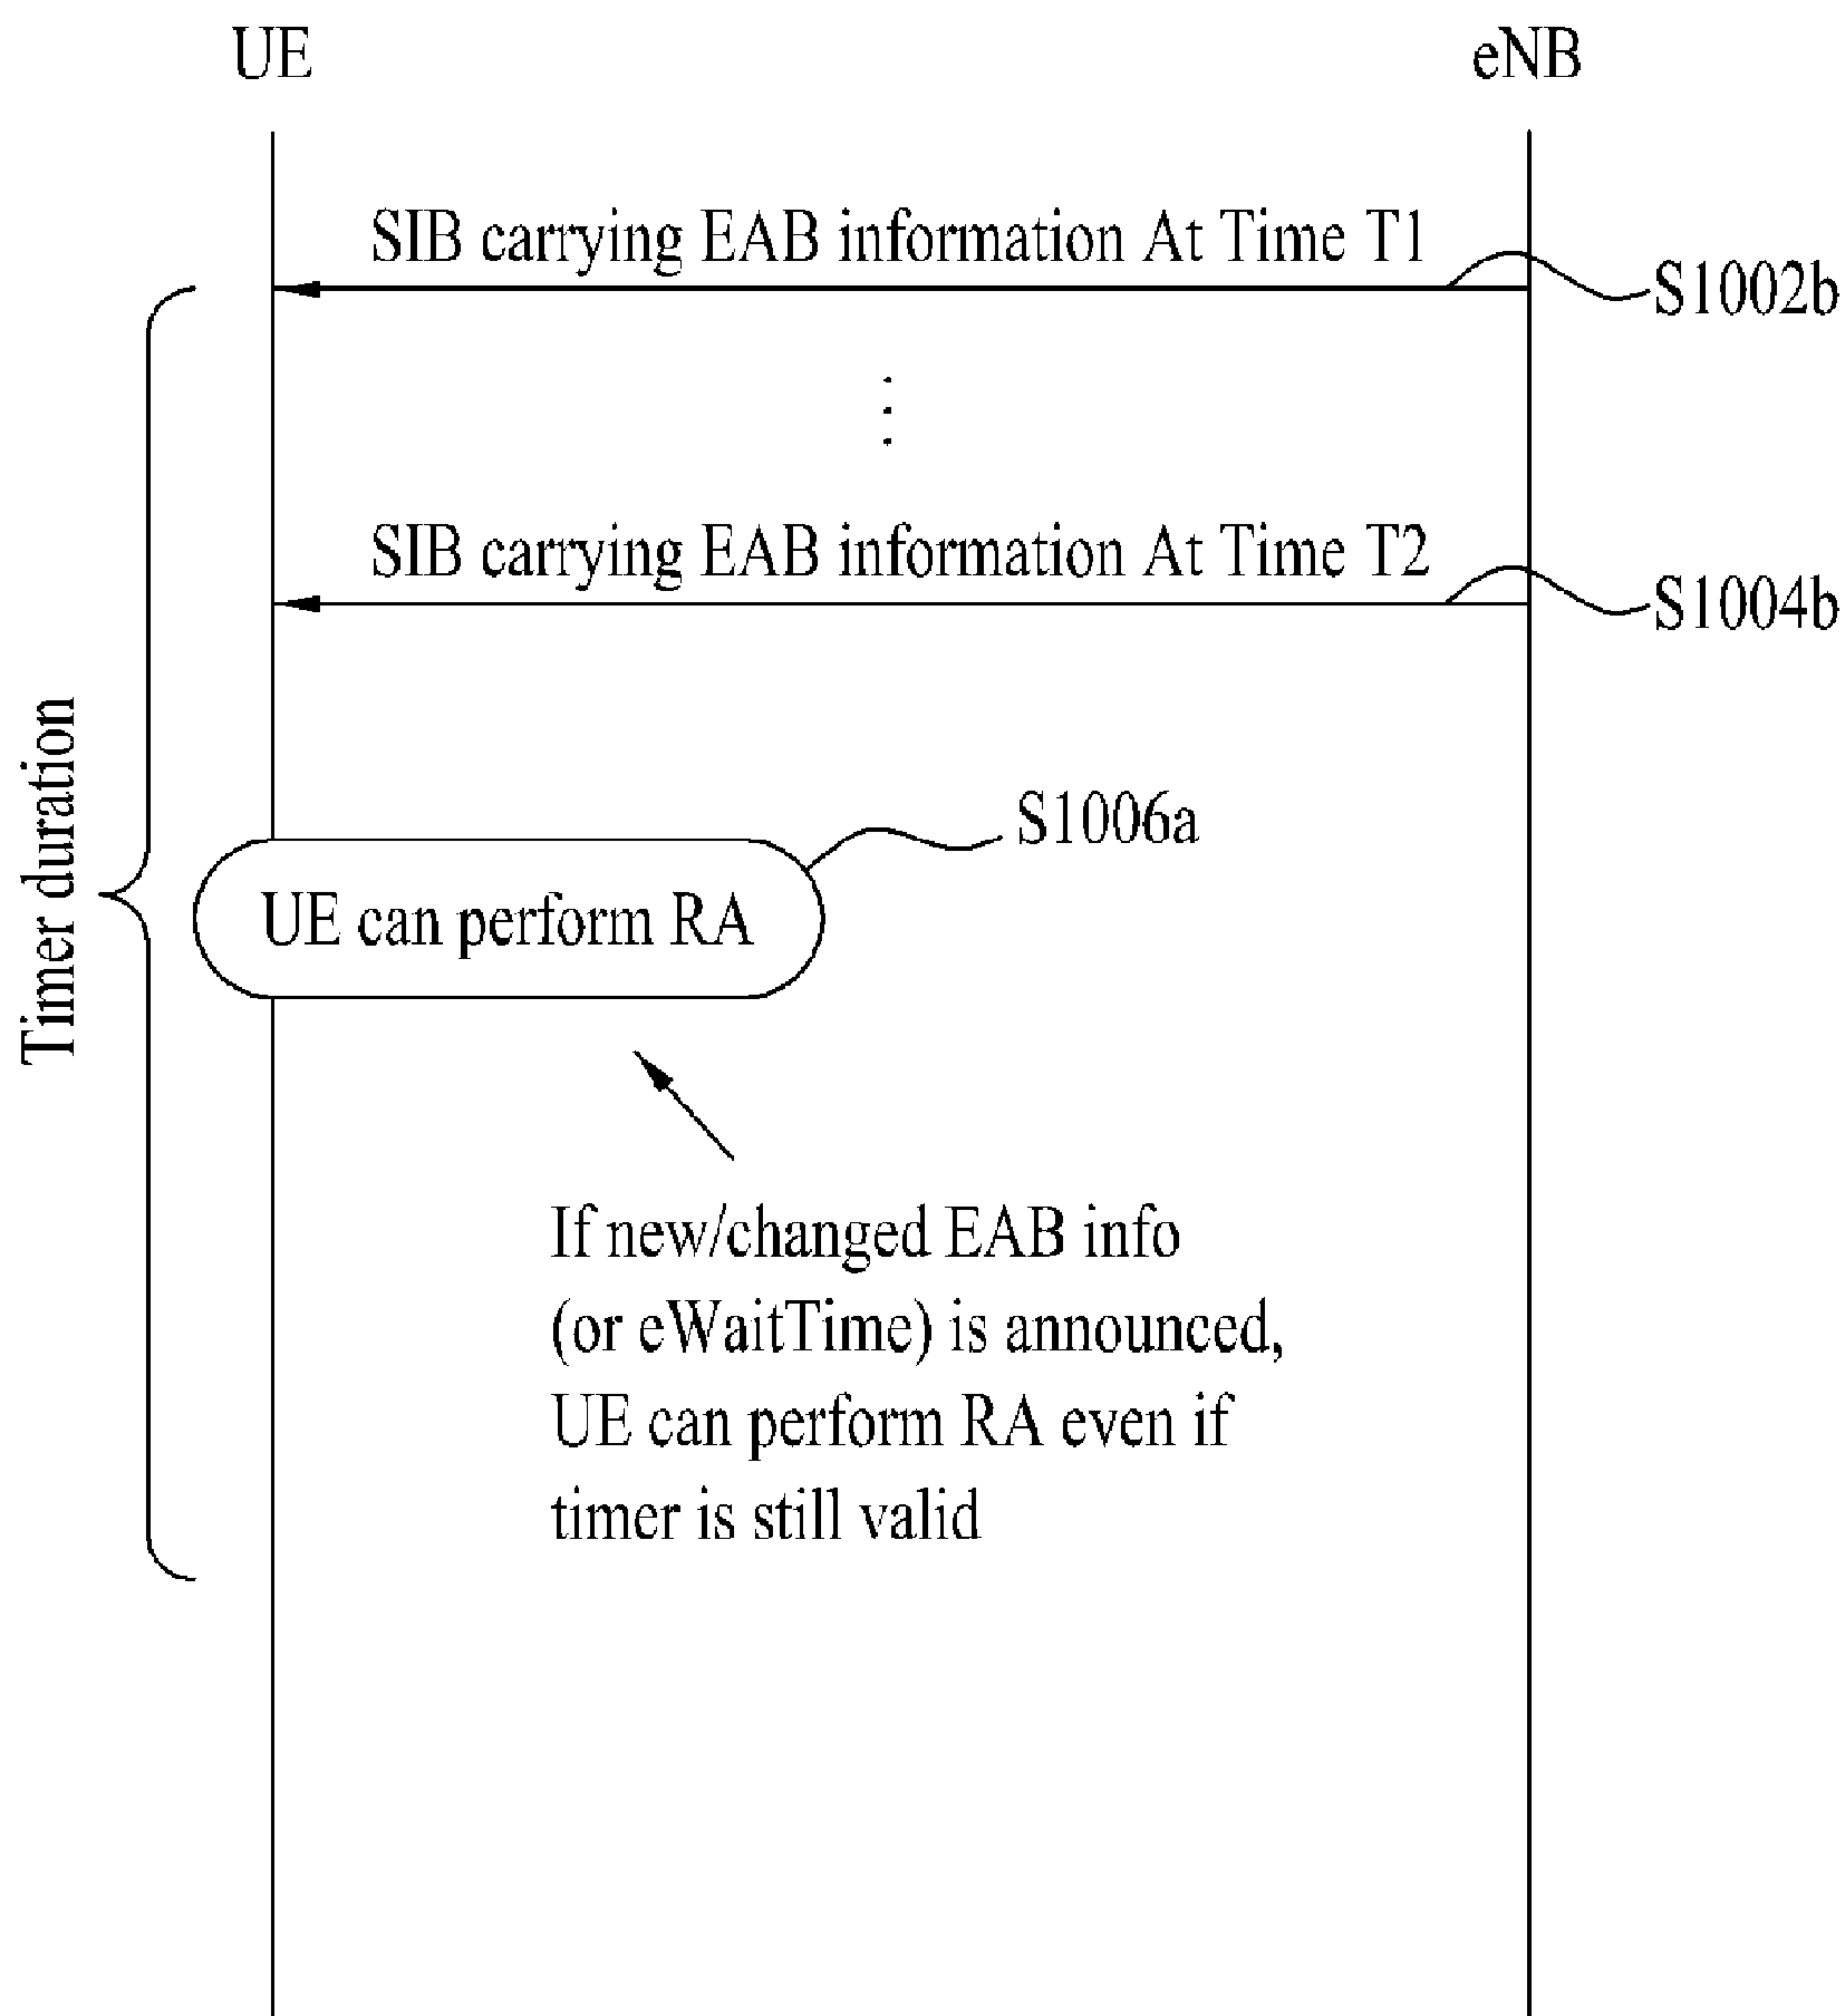 UE
eNB
SIB carrying EAB information At Time T1
S1002b
SIB carrying EAB information At Time T2
S1004b
Timer duration
S1006a
UE can perform RA
If new/changed EAB info
(or eWaitTime) is announced,
UE can perform RA even if
timer is still valid